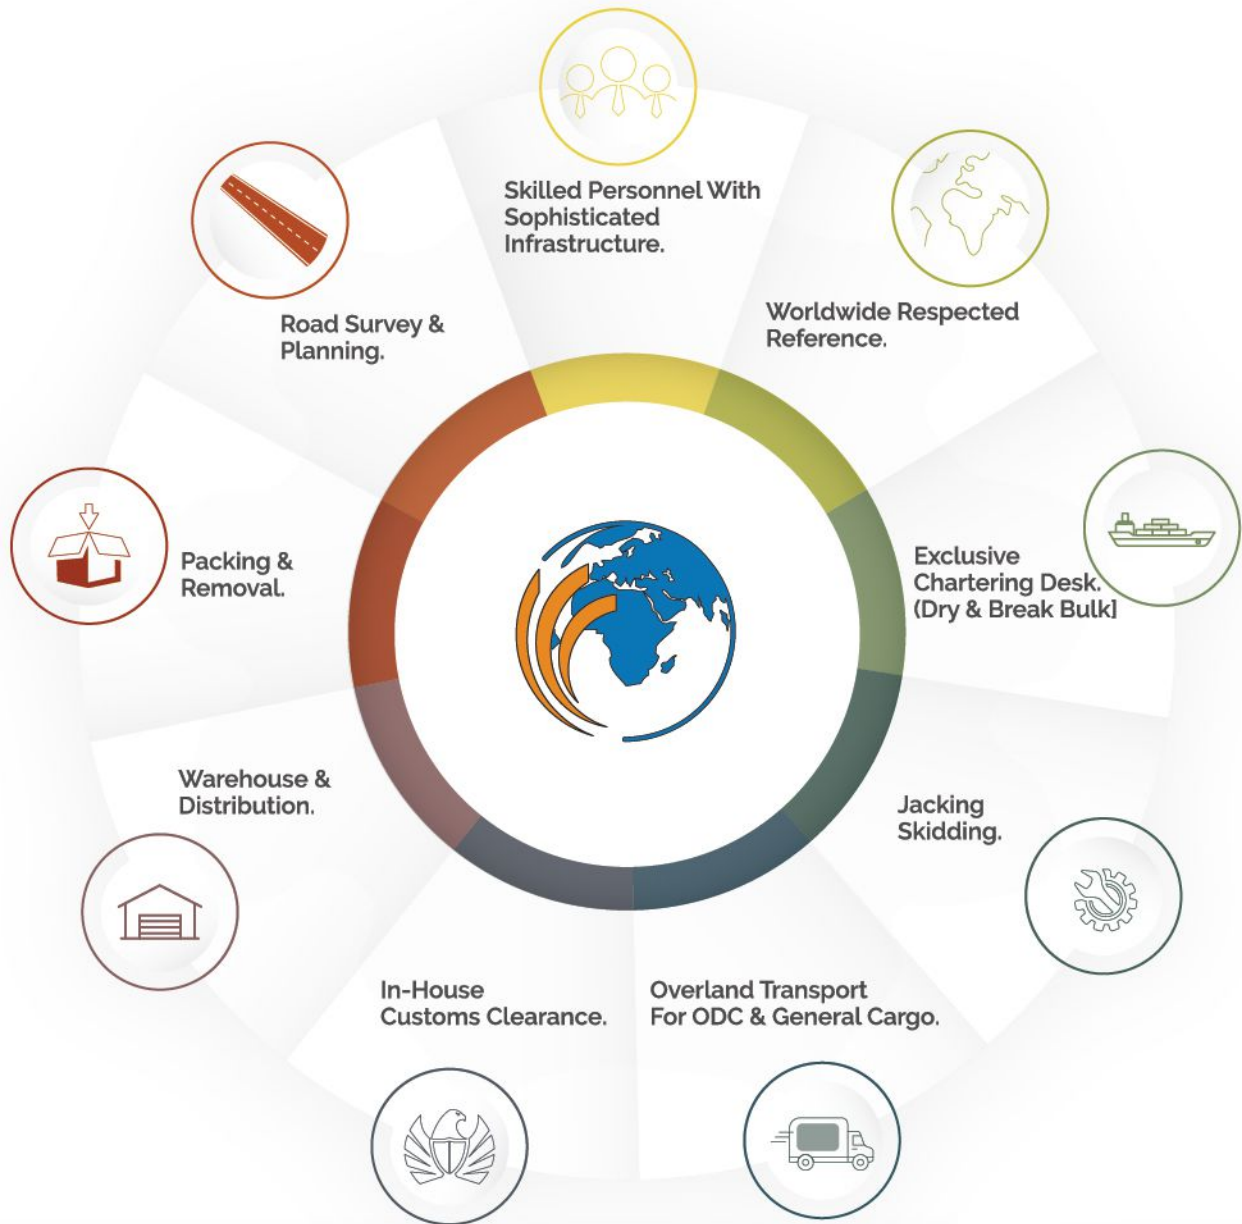 Skilled Personnel With
Sophisticated
Infrastructure.
Worldwide Respected
Reference.
Exclusive
Chartering Desk.
(Dry & Break Bulk]
Jacking
Skidding.
Overland Transport
For ODC & General Cargo.
In-House
Customs Clearance.
Warehouse &
Distribution.
Packing &
Removal.
Road Survey &
Planning.